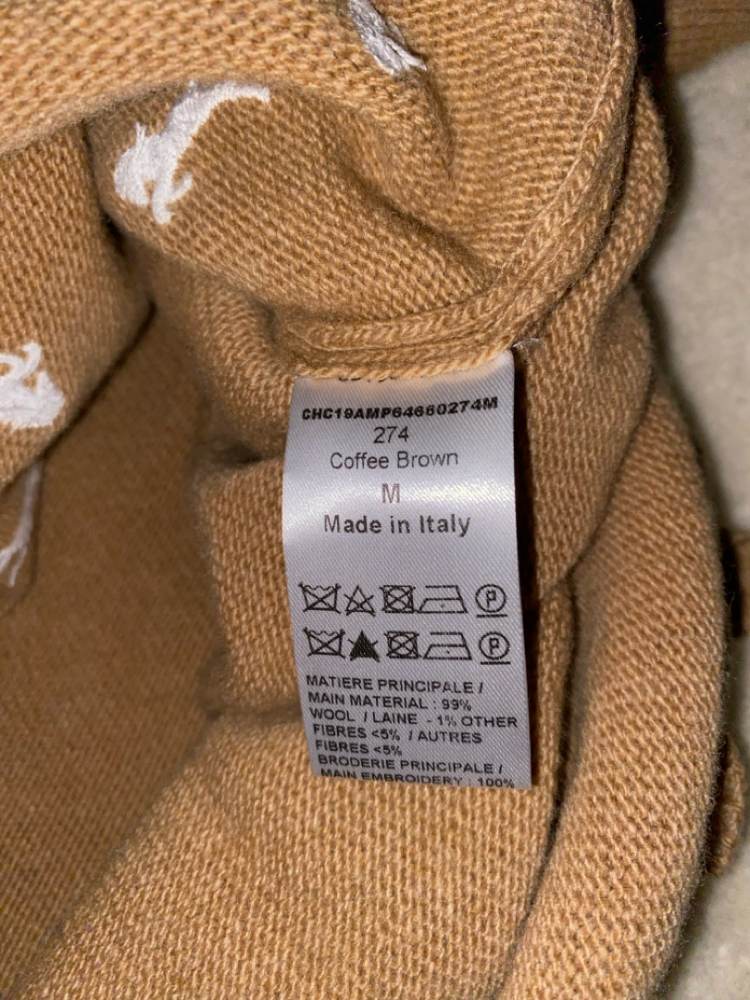 CHC19AMP64660274M
274
Coffee Brown
M
Made in Italy
P
P
MATIERE PRINCIPALE /
MAIN MATERIAL : 99%
WOOL / LAINE - 1% OTHER
FIBRES <5% / AUTRES
FIBRES <5%
BRODERIE PRINCIPALE /
MAIN EMBROIDERY : 100%